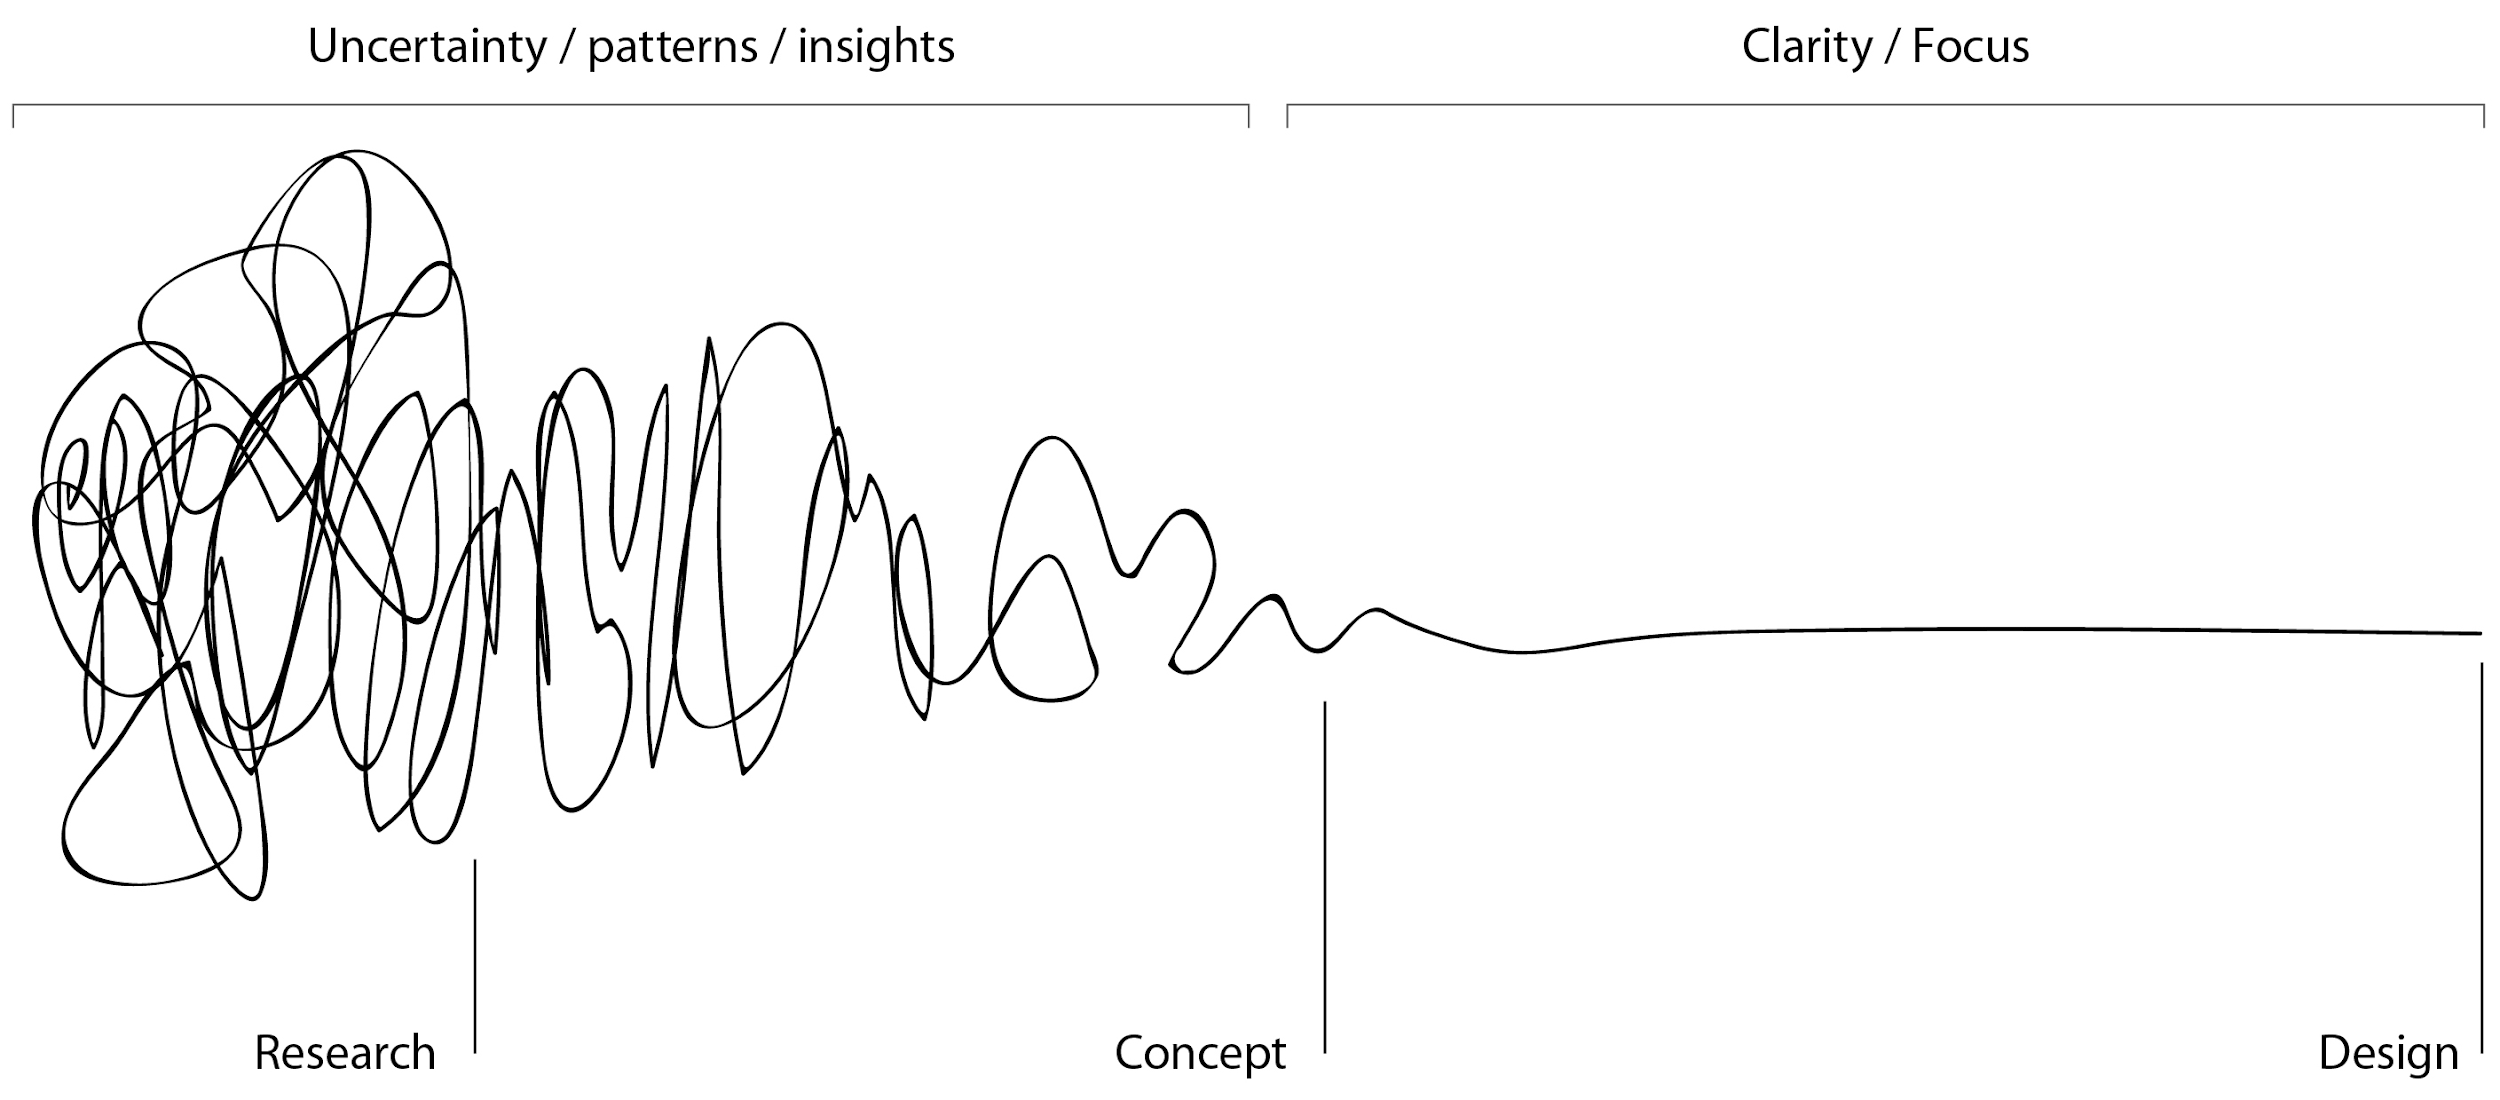 Uncertainty / patterns / insights
Clarity / Focus
Research
Concept
Design